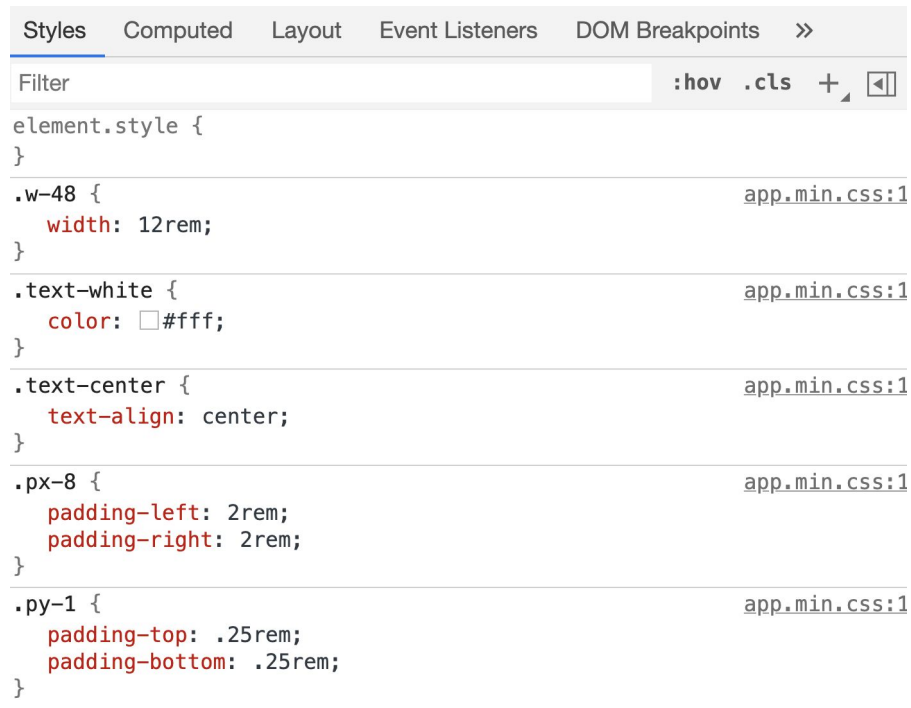 Styles Computed Layout Event Listeners DOM Breakpoints »
Filter :hov .cls +
element.style {
}
.w-48 { app.min.css:1
width: 12rem;
}
.text-white { app.min.css:1
color: #fff;
}
.text-center { app.min.css:1
text-align: center;
}
.px-8 { app.min.css:1
padding-left: 2rem;
padding-right: 2rem;
}
.py-1 { app.min.css:1
padding-top: .25rem;
padding-bottom: .25rem;
}